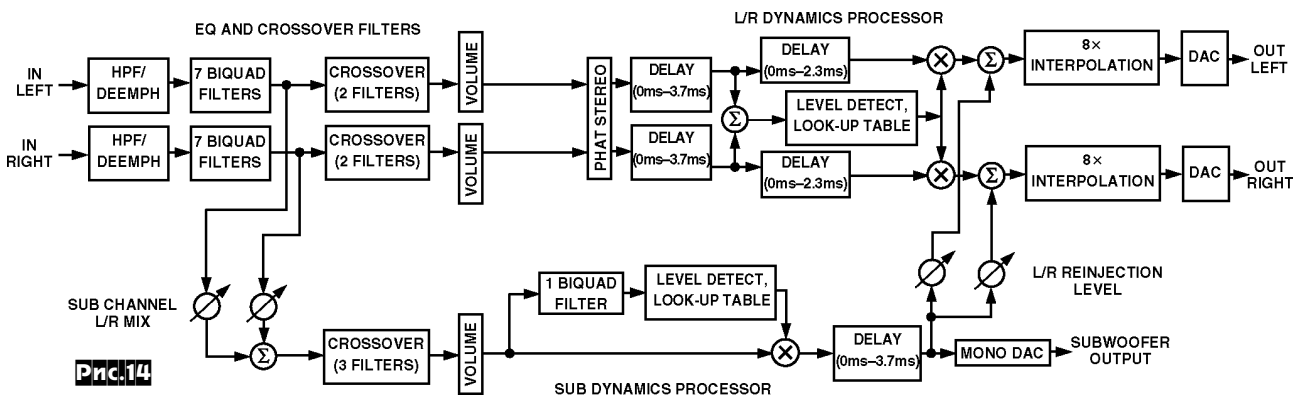 EQ AND CROSSOVER FILTERS
L/R DYNAMICS PROCESSOR
IN
LEFT
HPF/
DEEMPH
7 BIQUAD
FILTERS
CROSSOVER
(2 FILTERS)
VOLUME
PHAT STEREO
DELAY
(0ms–3.7ms)
DELAY
(0ms–2.3ms)
×
Σ
8×
INTERPOLATION
DAC
OUT
LEFT
Σ
LEVEL DETECT,
LOOK-UP TABLE
IN
RIGHT
HPF/
DEEMPH
7 BIQUAD
FILTERS
CROSSOVER
(2 FILTERS)
VOLUME
DELAY
(0ms–3.7ms)
DELAY
(0ms–2.3ms)
×
Σ
8×
INTERPOLATION
DAC
OUT
RIGHT
SUB CHANNEL
L/R MIX
Σ
CROSSOVER
(3 FILTERS)
VOLUME
1 BIQUAD
FILTER
LEVEL DETECT,
LOOK-UP TABLE
×
DELAY
(0ms–3.7ms)
L/R REINJECTION
LEVEL
MONO DAC
SUBWOOFER
OUTPUT
SUB DYNAMICS PROCESSOR
Рис.14